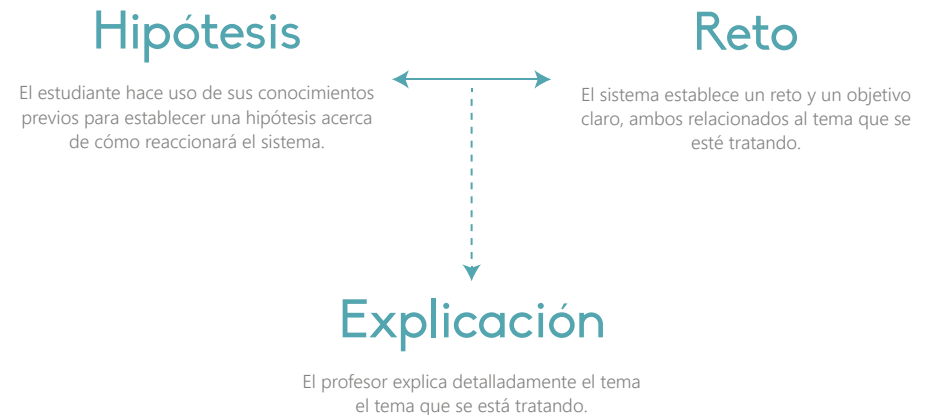 Hipótesis
El estudiante hace uso de sus conocimientos
previos para establecer una hipótesis acerca
de cómo reaccionará el sistema.
Reto
El sistema establece un reto y un objetivo
claro, ambos relacionados al tema que se
esté tratando.
Explicación
El profesor explica detalladamente el tema
el tema que se está tratando.